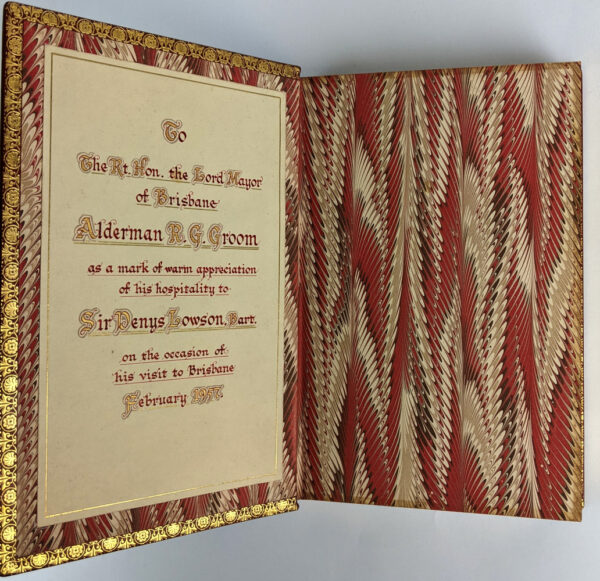 To
The Rt. Hon. the Lord Mayor
of Brisbane
Alderman R. G. Groom
as a mark of warm appreciation
of his hospitality to
Sir Denys Lowson, Bart.
on the occasion of
his visit to Brisbane
February 1957.